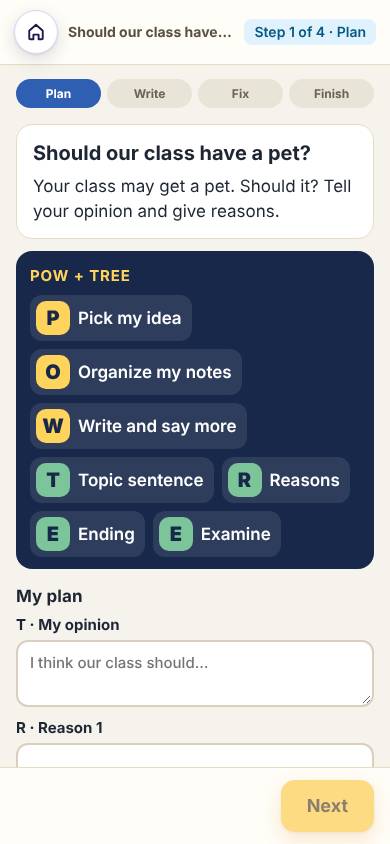 Should our class have...
Step 1 of 4 · Plan
Plan
Write
Fix
Finish
Should our class have a pet?
Your class may get a pet. Should it? Tell
your opinion and give reasons.
POW + TREE
P Pick my idea
O Organize my notes
W Write and say more
T Topic sentence
R Reasons
E Ending
E Examine
My plan
T · My opinion
I think our class should...
R · Reason 1
Next